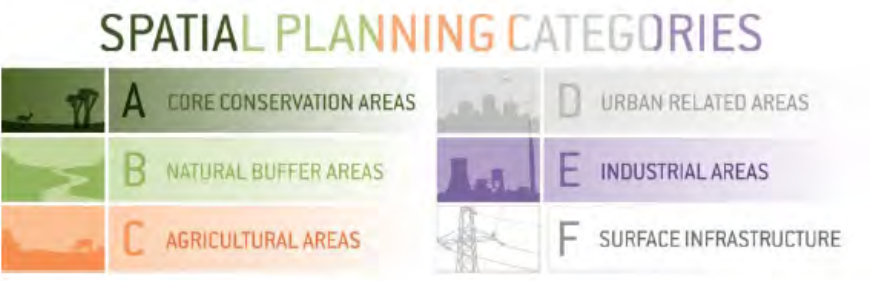 SPATIAL PLANNING CATEGORIES
A CORE CONSERVATION AREAS
B NATURAL BUFFER AREAS
C AGRICULTURAL AREAS
D URBAN RELATED AREAS
E INDUSTRIAL AREAS
F SURFACE INFRASTRUCTURE